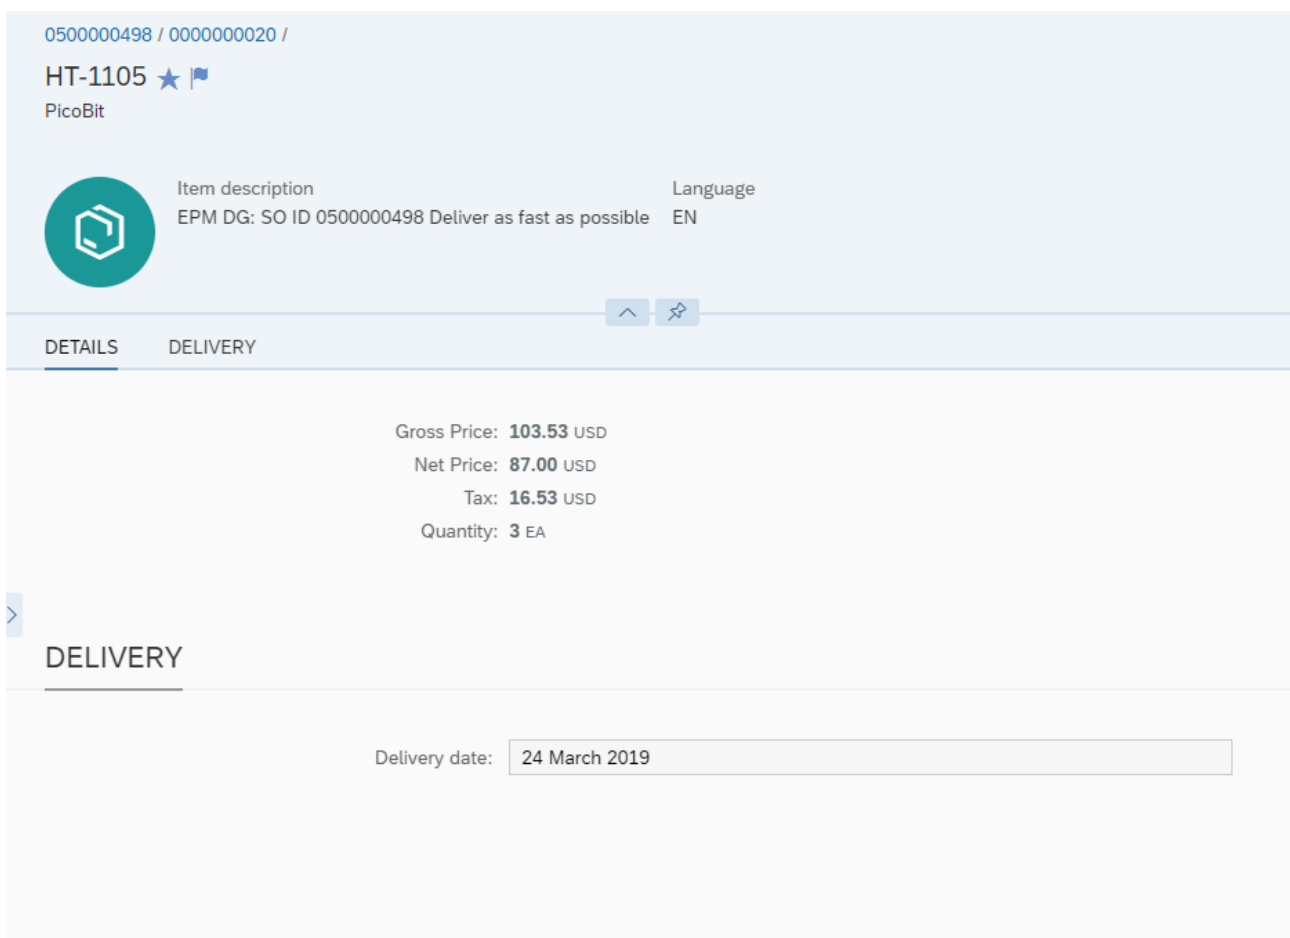 0500000498 / 0000000020 /
HT-1105
PicoBit
Item description
EPM DG: SO ID 0500000498 Deliver as fast as possible
Language
EN
DETAILS DELIVERY
Gross Price: 103.53 USD
Net Price: 87.00 USD
Tax: 16.53 USD
Quantity: 3 EA
DELIVERY
Delivery date: 24 March 2019